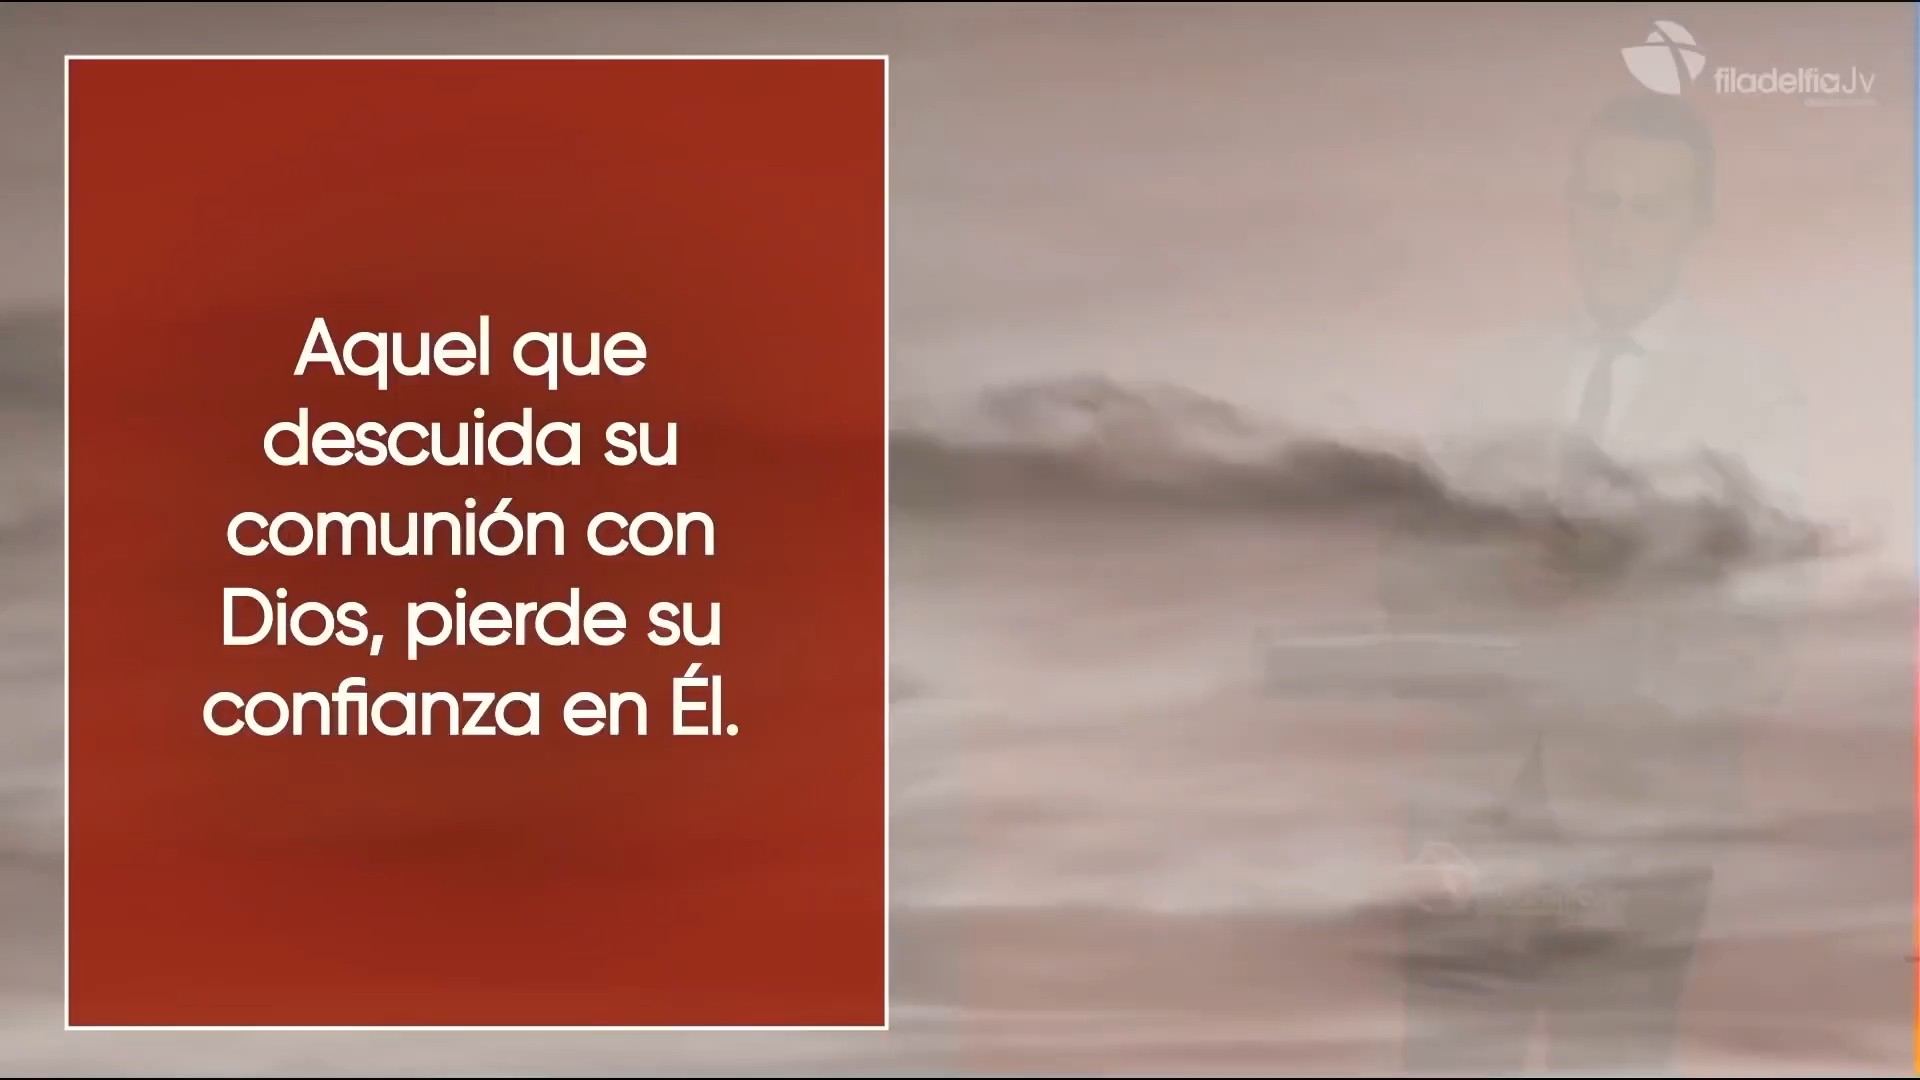 Aquel que
descuida su
comunión con
Dios, pierde su
confianza en Él.
filadelfiaJv